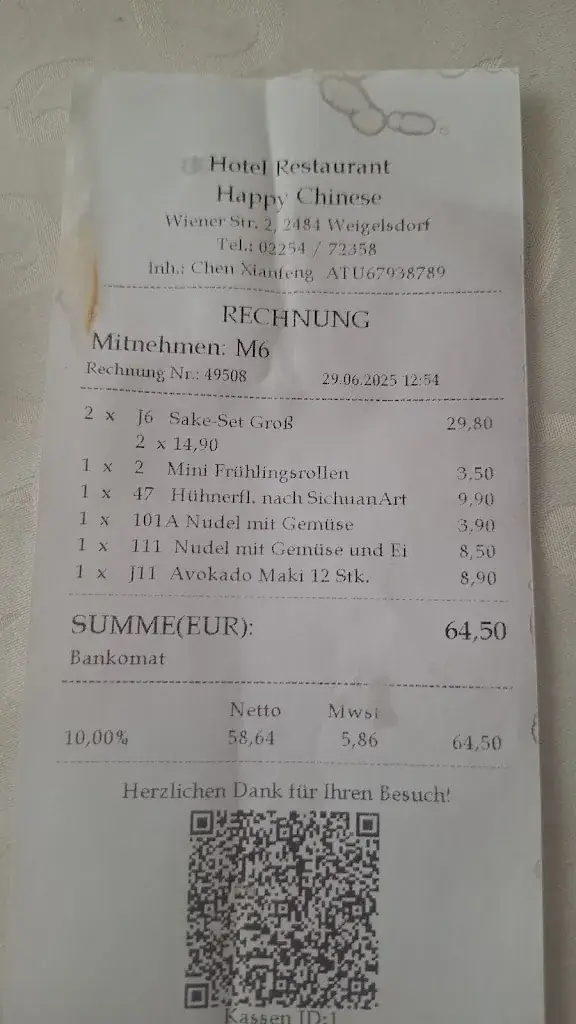 Hotel Restaurant
Happy Chinese
Wiener Str. 2, 2484 Weigelsdorf
Tel.: 02254 / 72358
Inh.: Chen Xianfeng ATU67938789
RECHNUNG
Mitnehmen: M6
Rechnung Nr.: 49508 29.06.2025 12:54
2 x J6 Sake-Set Groß 29,80
2 x 14,90
1 x 2 Mini Frühlingsrollen 3,50
1 x 47 Hühnerfl. nach SichuanArt 9,90
1 x 101A Nudel mit Gemüse 3,90
1 x 111 Nudel mit Gemüse und Ei 8,50
1 x J11 Avokado Maki 12 Stk. 8,90
SUMME(EUR): 64,50
Bankomat
Netto Mwst
10,00% 58,64 5,86 64,50
Herzlichen Dank für Ihren Besuch!
Kassen ID:1